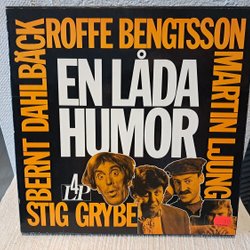 ROFFE BENGTSSON
BERNT DAHLBÄCK
MARTIN LJUNG
EN LÅDA
HUMOR
4
LP
STIG GRYBE